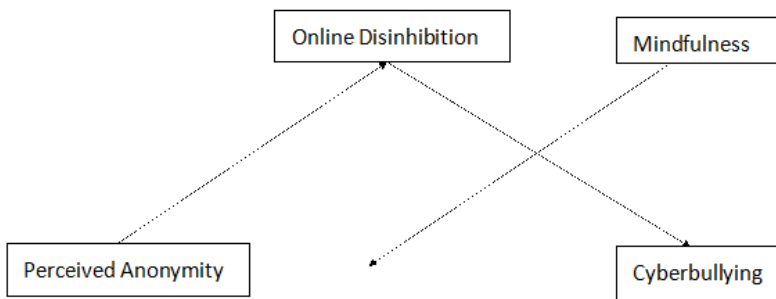 Online Disinhibition
Mindfulness
Perceived Anonymity
Cyberbullying